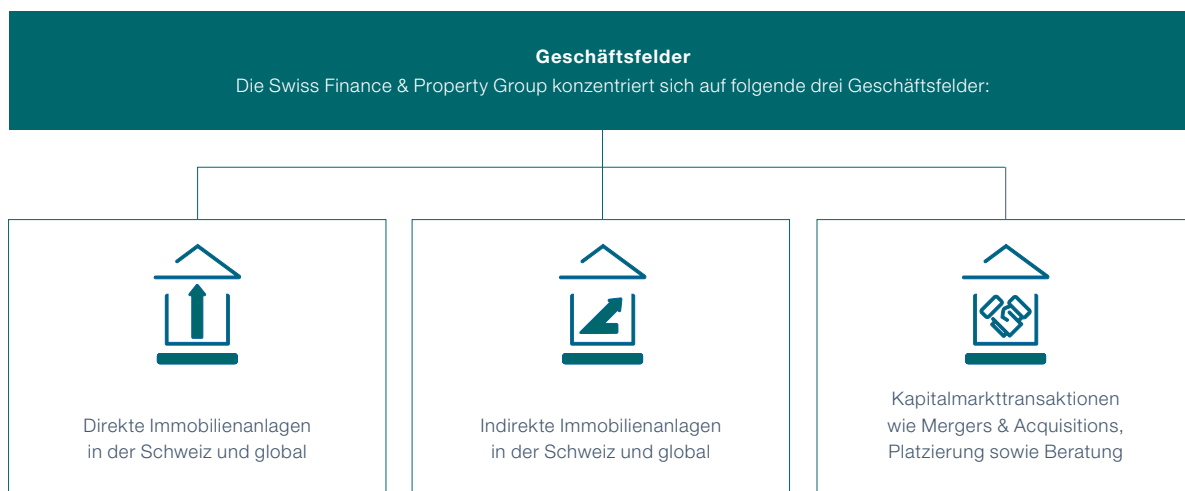 Geschäftsfelder
Die Swiss Finance & Property Group konzentriert sich auf folgende drei Geschäftsfelder:
Direkte Immobilienanlagen
in der Schweiz und global
Indirekte Immobilienanlagen
in der Schweiz und global
Kapitalmarkttransaktionen
wie Mergers & Acquisitions,
Platzierung sowie Beratung